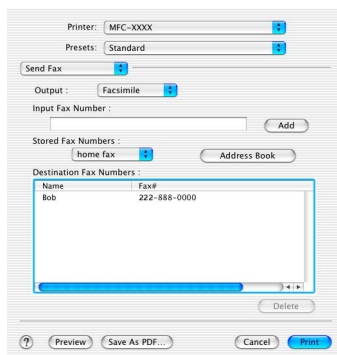 Printer: MFC-XXXX
Presets: Standard
Send Fax
Output : Facsimile
Input Fax Number :
Add
Stored Fax Numbers :
home fax Address Book
Destination Fax Numbers :
Name Fax#
Bob 222-888-0000
Delete
? Preview Save As PDF... Cancel Print